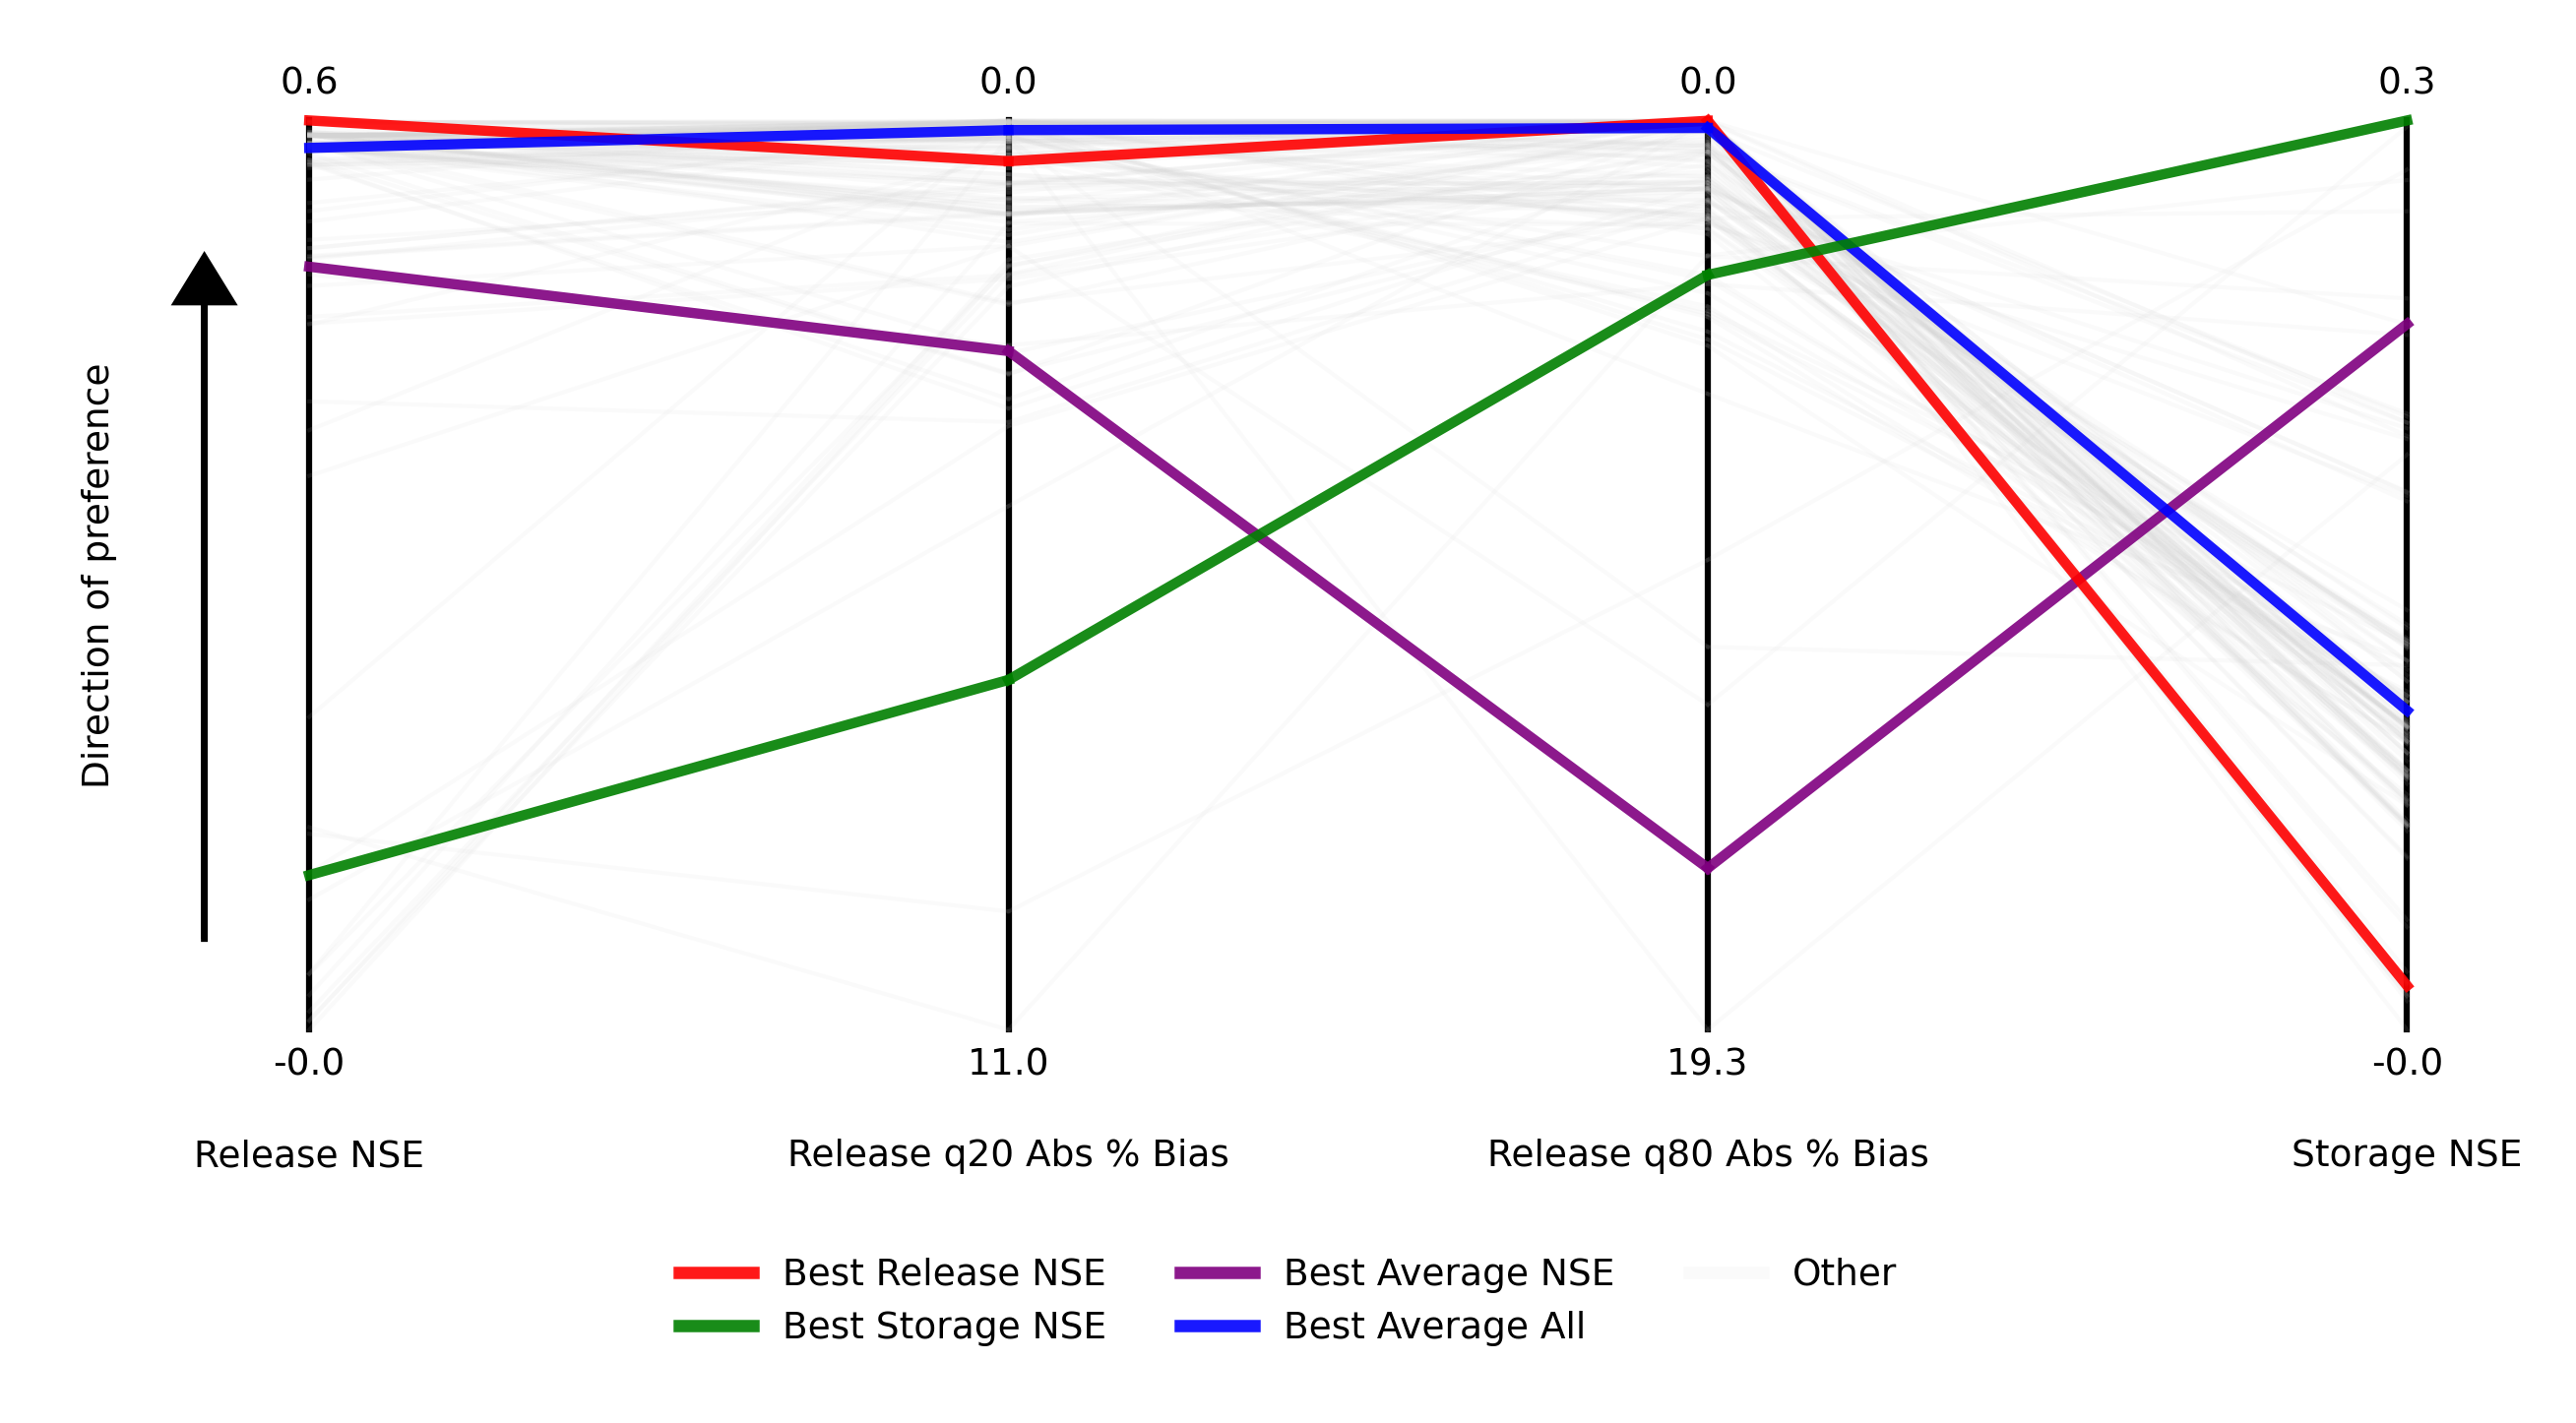 0.6
0.0
0.0
0.3
Direction of preference
-0.0
11.0
19.3
-0.0
Release NSE
Release q20 Abs % Bias
Release q80 Abs % Bias
Storage NSE
Best Release NSE
Best Storage NSE
Best Average NSE
Best Average All
Other